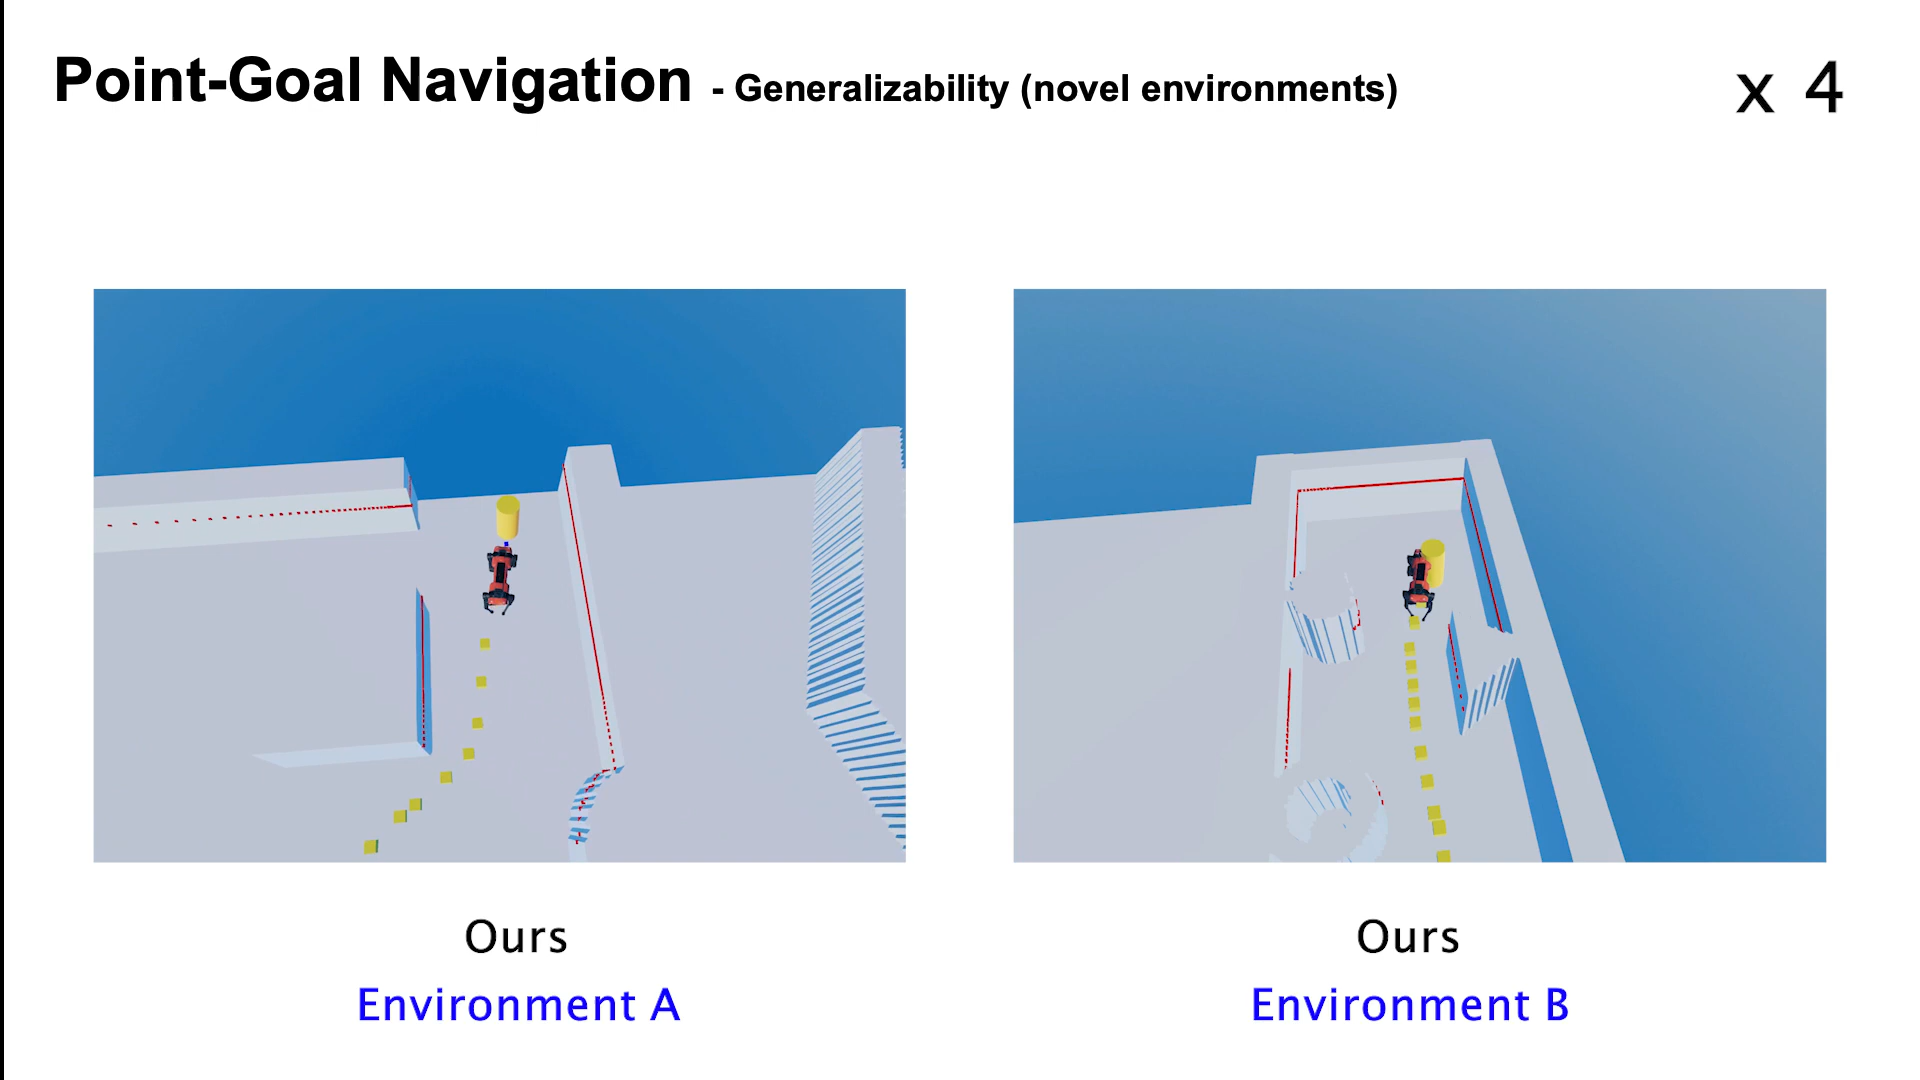 Point-Goal Navigation - Generalizability (novel environments)
x 4
Ours
Ours
Environment A
Environment B